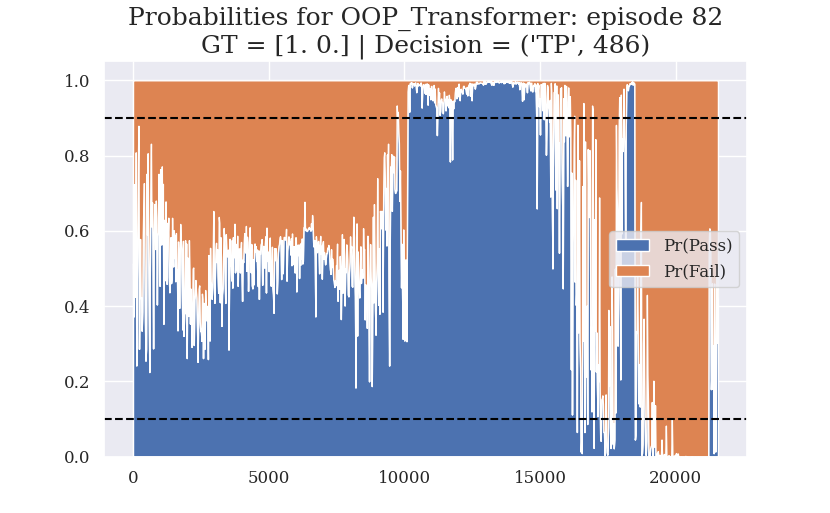 Probabilities for OOP_Transformer: episode 82
GT = [1. 0.] | Decision = ('TP', 486)
1.0
0.8
0.6
0.4
0.2
0.0
Pr(Pass)
Pr(Fail)
0
5000
10000
15000
20000